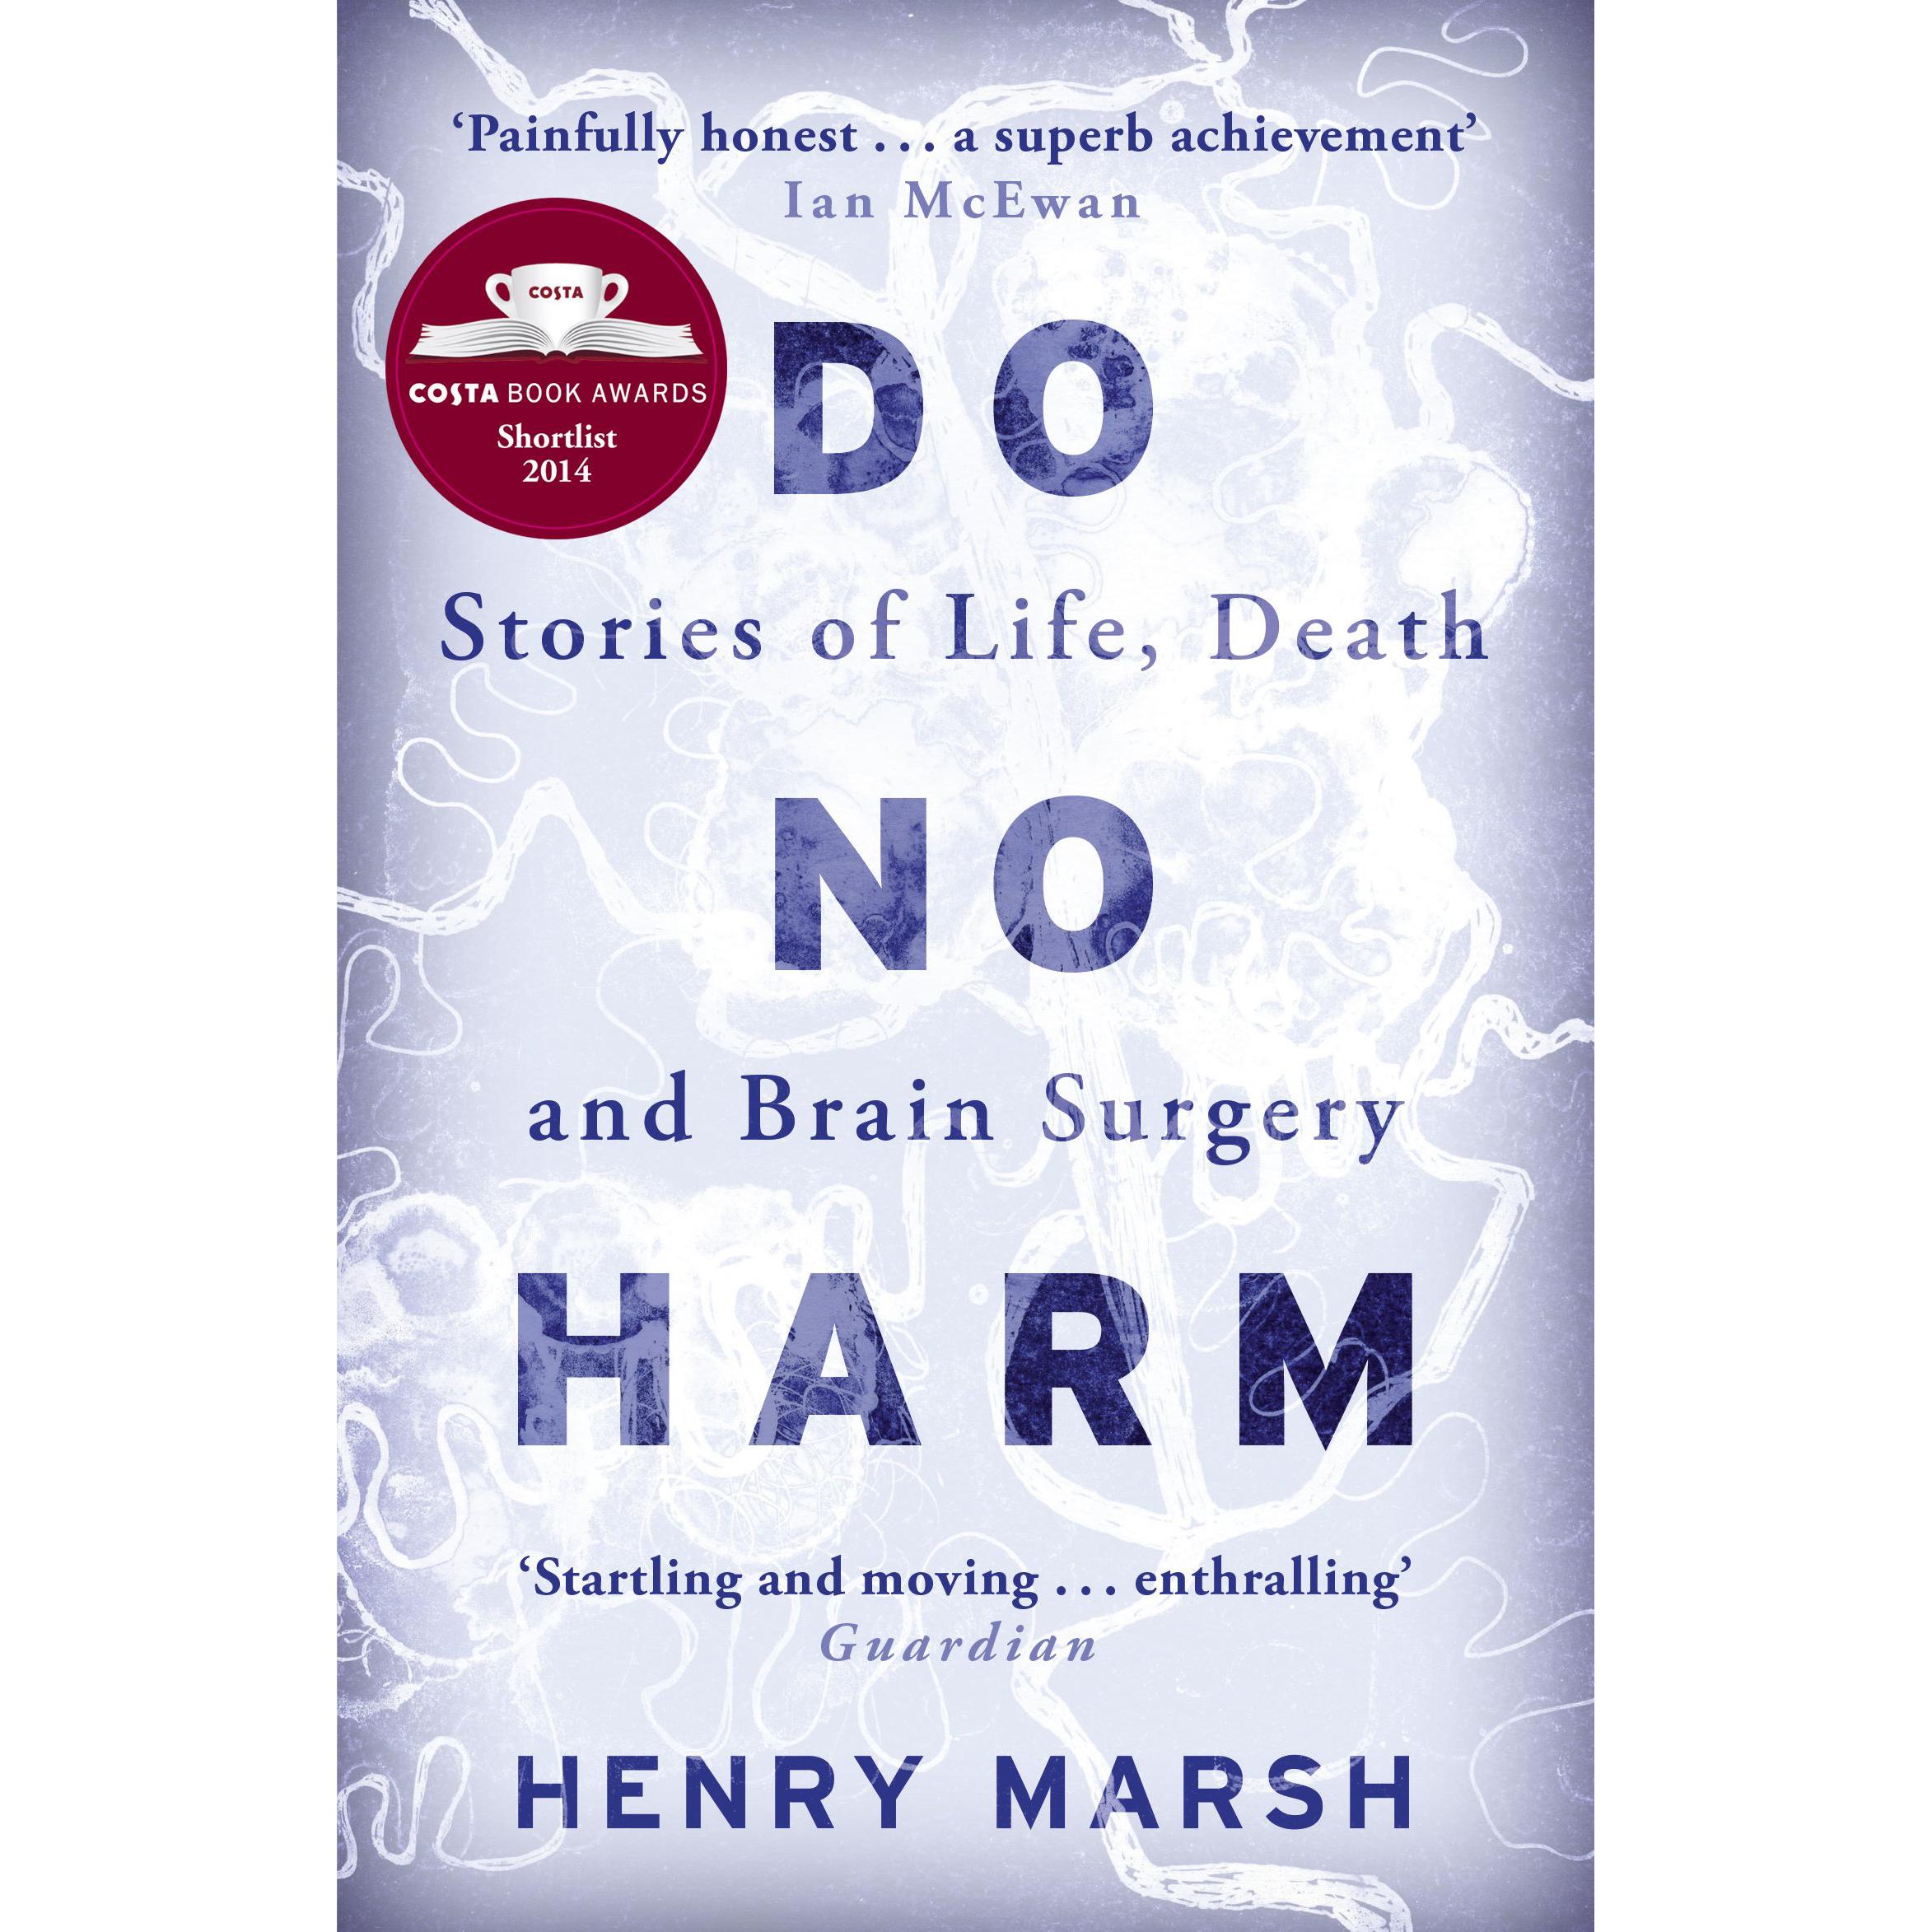 ‘Painfully honest . . . a superb achievement’
Ian McEwan
COSTA
COSTA BOOK AWARDS
Shortlist
2014
DO
Stories of Life, Death
NO
and Brain Surgery
HARM
‘Startling and moving . . . enthralling’
Guardian
HENRY MARSH